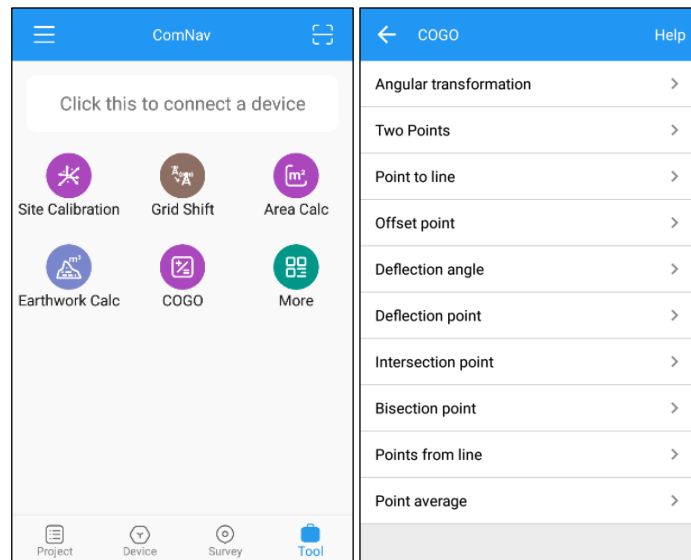 ComNav
Click this to connect a device
Site Calibration
Grid Shift
Area Calc
m²
Earthwork Calc
m³
COGO
More
Project
Device
Survey
Tool
COGO
Help
Angular transformation
Two Points
Point to line
Offset point
Deflection angle
Deflection point
Intersection point
Bisection point
Points from line
Point average